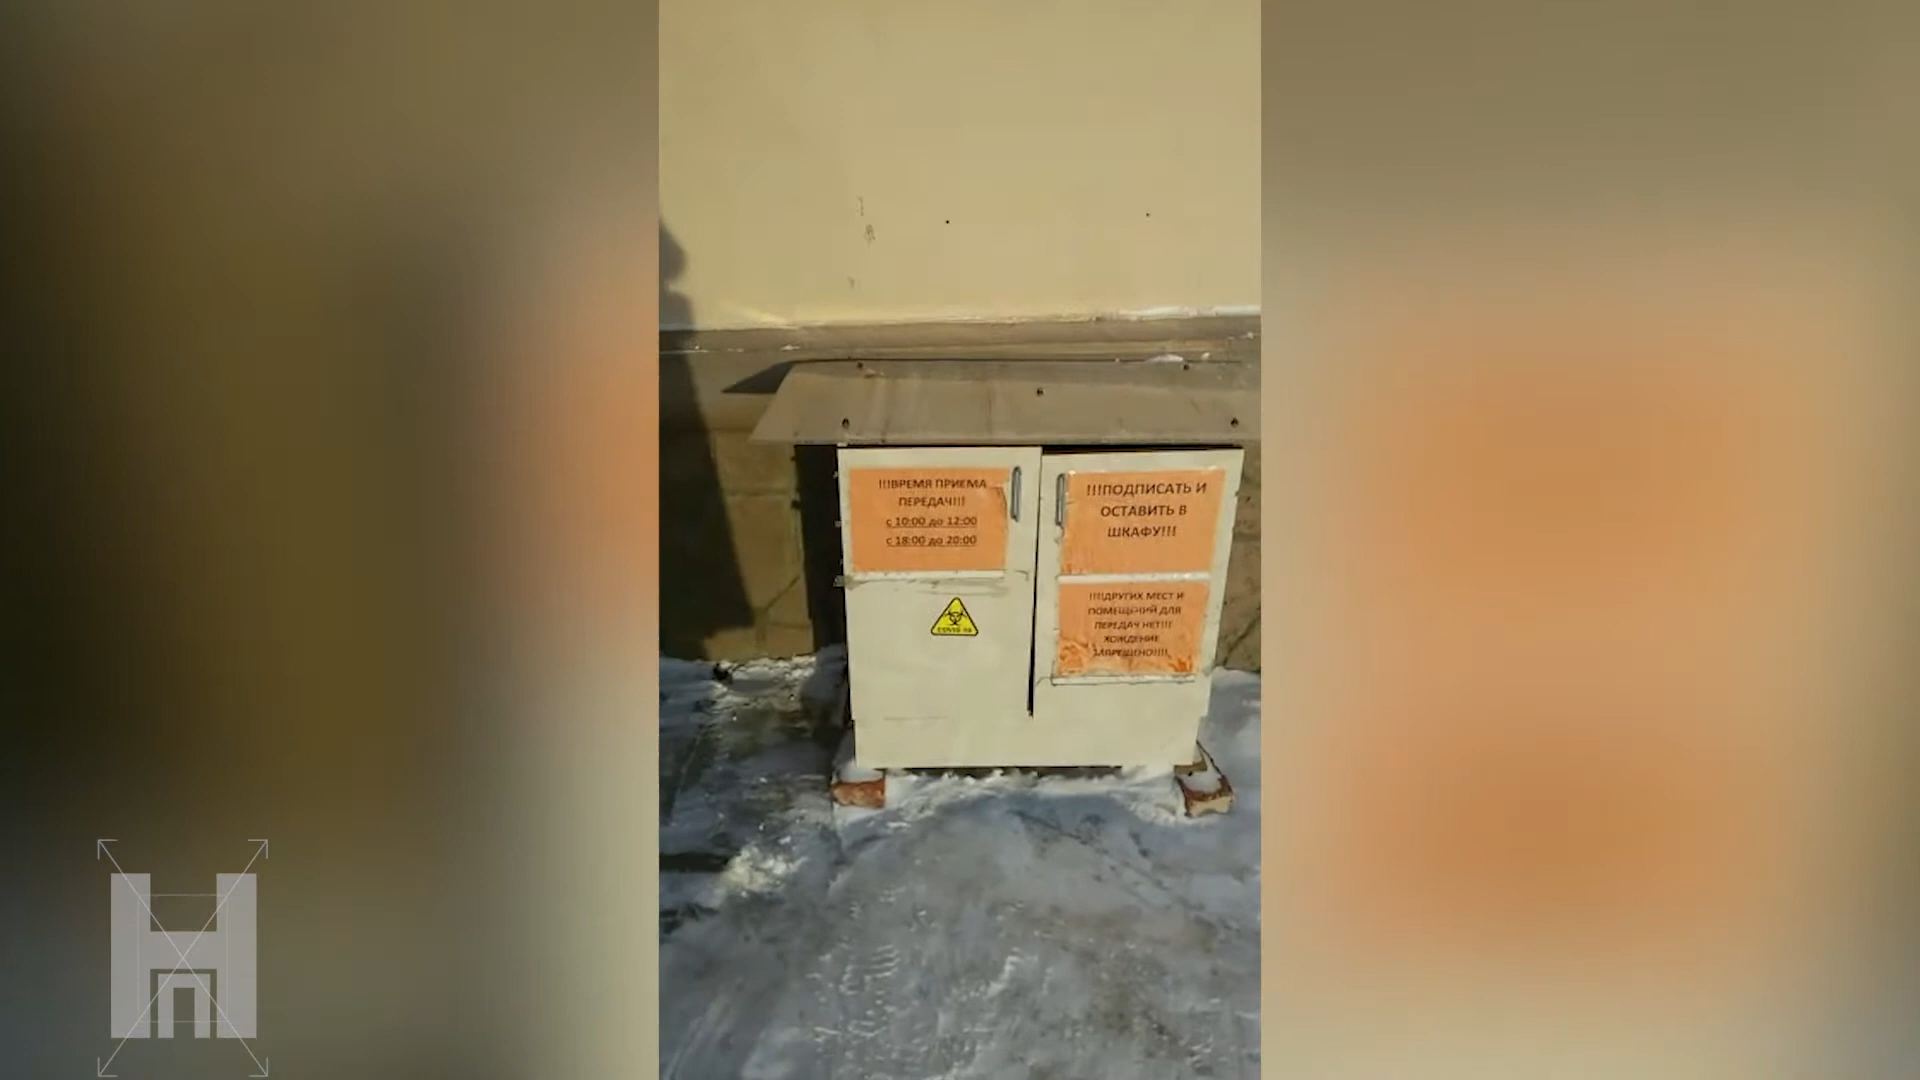 !!!ВРЕМЯ ПРИЕМА
ПЕРЕДАЧ!!!
с 10:00 до 12:00
с 18:00 до 20:00
!!!ПОДПИСАТЬ И
ОСТАВИТЬ В
ШКАФУ!!!
!!!!ДРУГИХ МЕСТ И
ПОМЕЩЕНИЙ ДЛЯ
ПЕРЕДАЧ НЕТ!!!
ХОЖДЕНИЕ
ЗАПРЕЩЕНО!!!!
COVID-19
НП